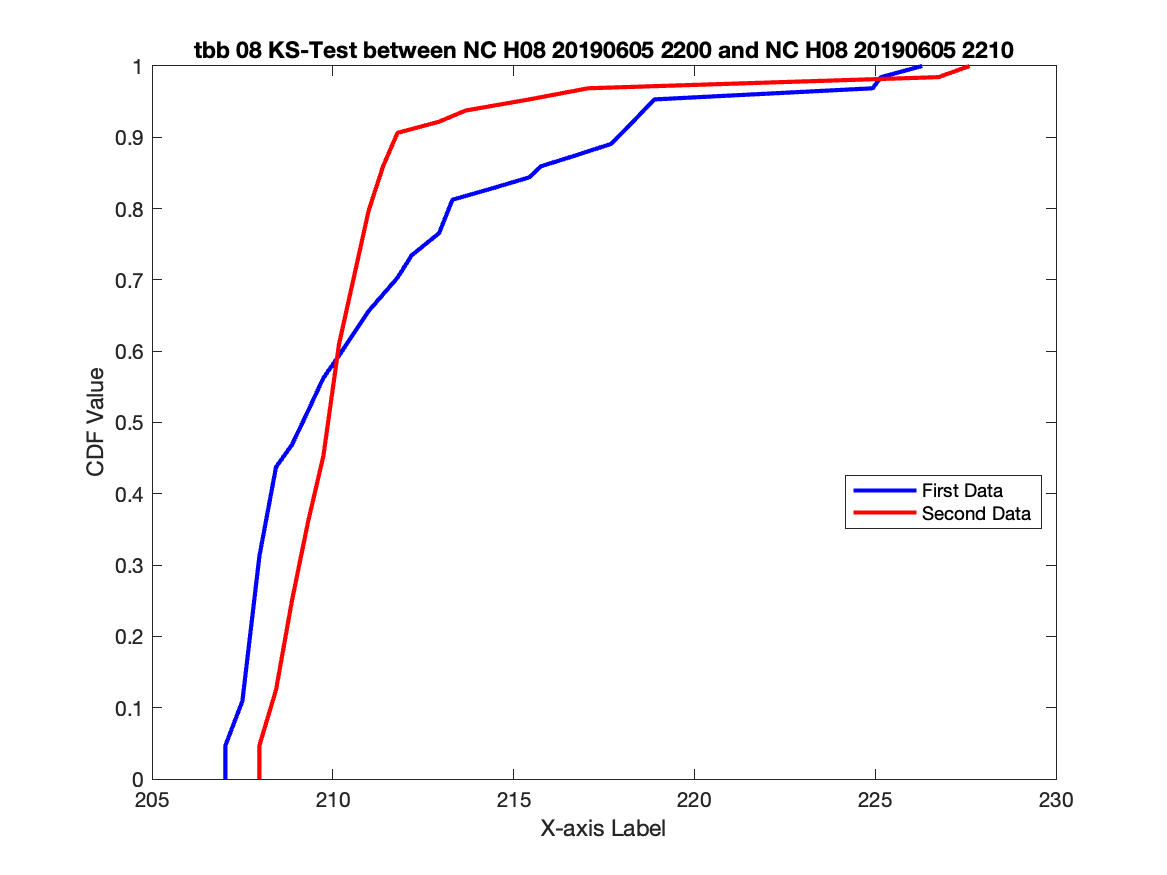 tbb 08 KS-Test between NC H08 20190605 2200 and NC H08 20190605 2210
1
0.9
0.8
0.7
0.6
0.5
0.4
0.3
0.2
0.1
0
CDF Value
First Data
Second Data
205 210 215 220 225 230
X-axis Label